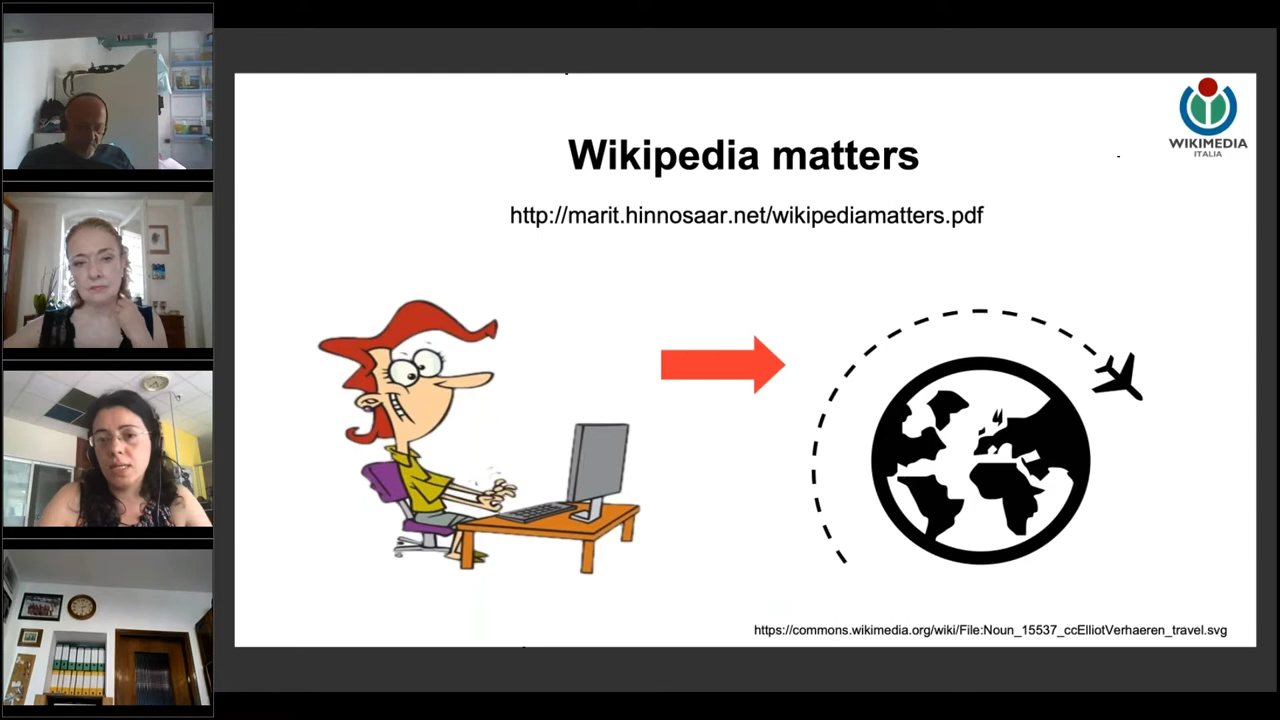 WIKIMEDIA
ITALIA
Wikipedia matters
http://marit.hinnosaar.net/wikipediamatters.pdf
https://commons.wikimedia.org/wiki/File:Noun_15537_ccElliotVerhaeren_travel.svg